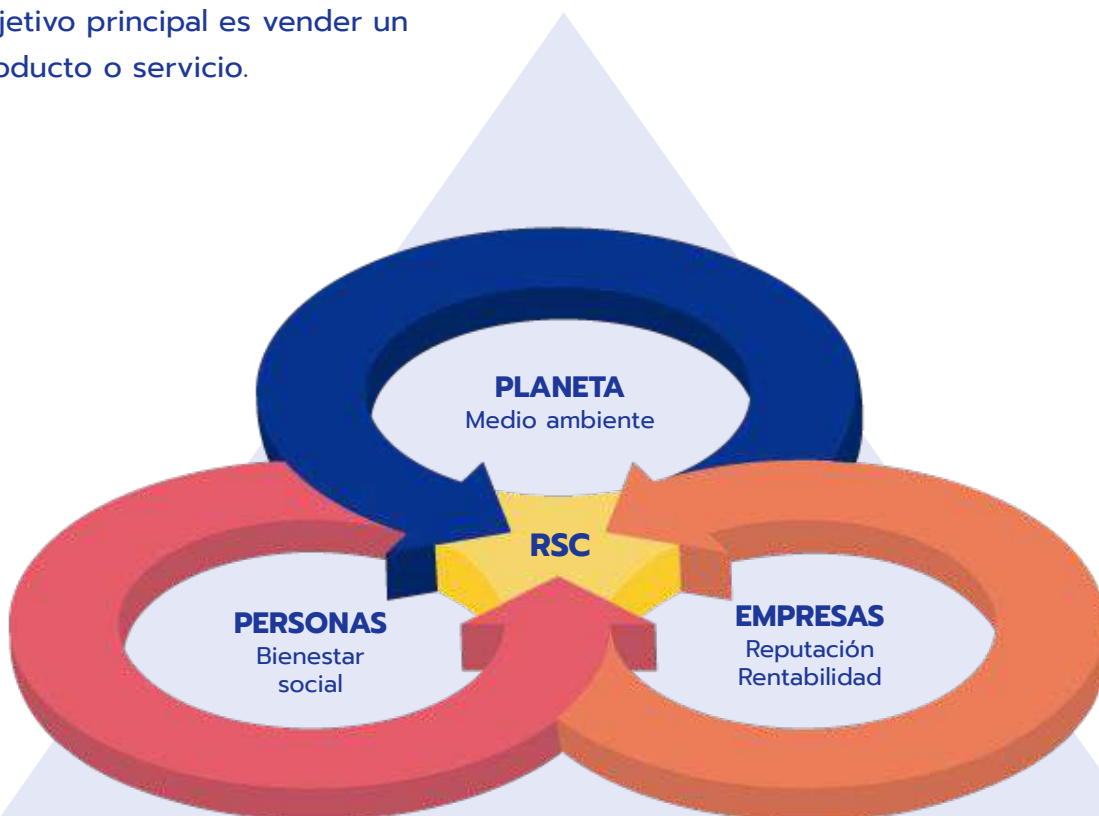 jetivo principal es vender un
oducto o servicio.
PLANETA
Medio ambiente
RSC
PERSONAS
Bienestar
social
EMPRESAS
Reputación
Rentabilidad